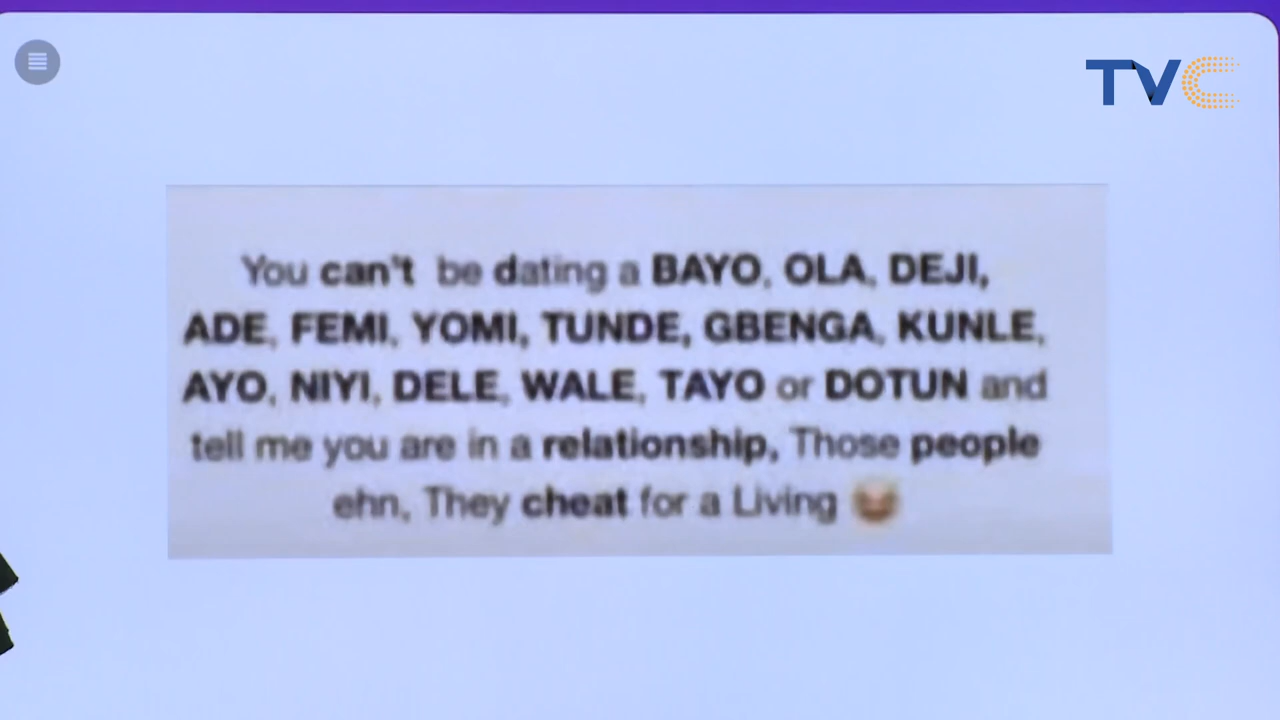 TVC
You can't be dating a BAYO, OLA, DEJI,
ADE, FEMI, YOMI, TUNDE, GBENGA, KUNLE,
AYO, NIYI, DELE, WALE, TAYO or DOTUN and
tell me you are in a relationship, Those people
ehn, They cheat for a Living 😆